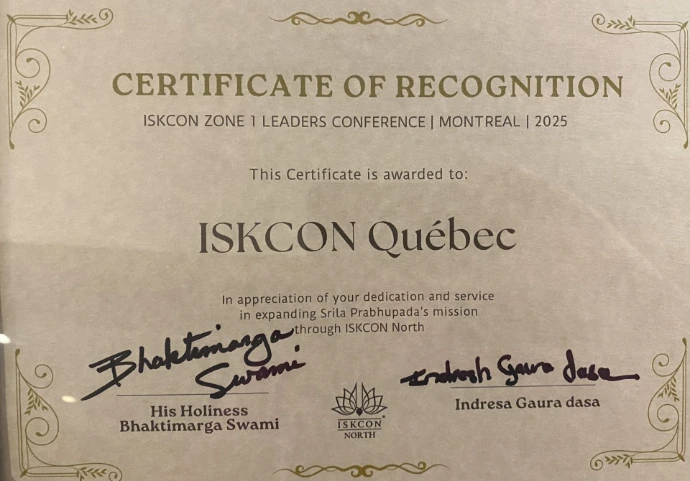 CERTIFICATE OF RECOGNITION
ISKCON ZONE 1 LEADERS CONFERENCE | MONTREAL | 2025
This Certificate is awarded to:
ISKCON Québec
In appreciation of your dedication and service
in expanding Srila Prabhupada's mission
through ISKCON North
Bhaktimarga
Swami
His Holiness
Bhaktimarga Swami
ISKCON
NORTH
Indresh Gaura dasa
Indresa Gaura dasa